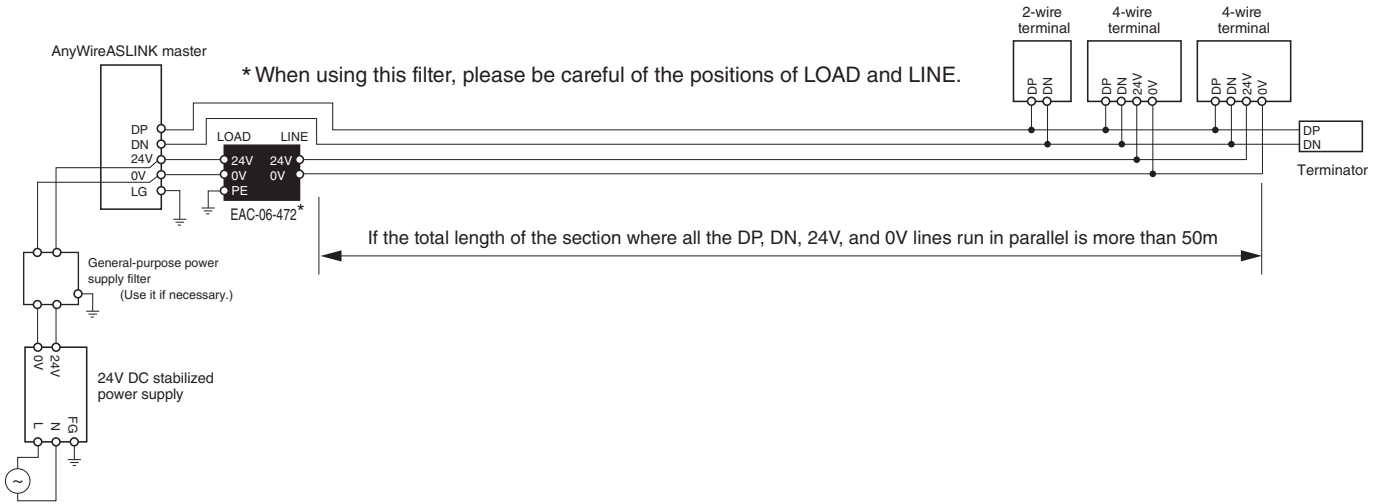 2-wire
terminal
4-wire
terminal
4-wire
terminal
AnyWireASLINK master
* When using this filter, please be careful of the positions of LOAD and LINE.
DP
DN
DP
DN
24V
0V
DP
DN
24V
0V
DP
DN
24V
0V
LG
LOAD
LINE
24V
24V
0V
0V
PE
EAC-06-472*
DP
DN
Terminator
If the total length of the section where all the DP, DN, 24V, and 0V lines run in parallel is more than 50m
General-purpose power
supply filter
(Use it if necessary.)
0V
24V
24V DC stabilized
power supply
L
N
FG
~